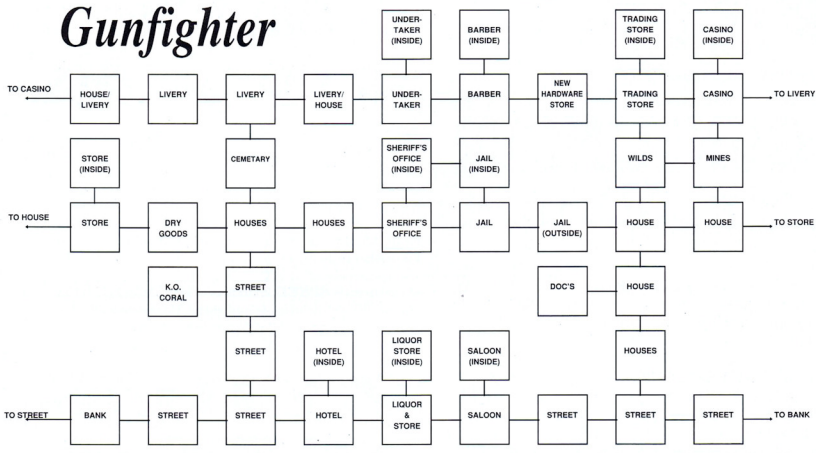 Gunfighter
UNDER-
TAKER
(INSIDE)
BARBER
(INSIDE)
TRADING
STORE
(INSIDE)
CASINO
(INSIDE)
TO CASINO
HOUSE/
LIVERY
LIVERY
LIVERY
LIVERY/
HOUSE
UNDER-
TAKER
BARBER
NEW
HARDWARE
STORE
TRADING
STORE
CASINO
TO LIVERY
STORE
(INSIDE)
CEMETARY
SHERIFF'S
OFFICE
(INSIDE)
JAIL
(INSIDE)
WILDS
MINES
TO HOUSE
STORE
DRY
GOODS
HOUSES
HOUSES
SHERIFF'S
OFFICE
JAIL
JAIL
(OUTSIDE)
HOUSE
HOUSE
TO STORE
K.O.
CORAL
STREET
DOC'S
HOUSE
STREET
HOTEL
(INSIDE)
LIQUOR
STORE
(INSIDE)
SALOON
(INSIDE)
HOUSES
TO STREET
BANK
STREET
STREET
HOTEL
LIQUOR
&
STORE
SALOON
STREET
STREET
STREET
TO BANK